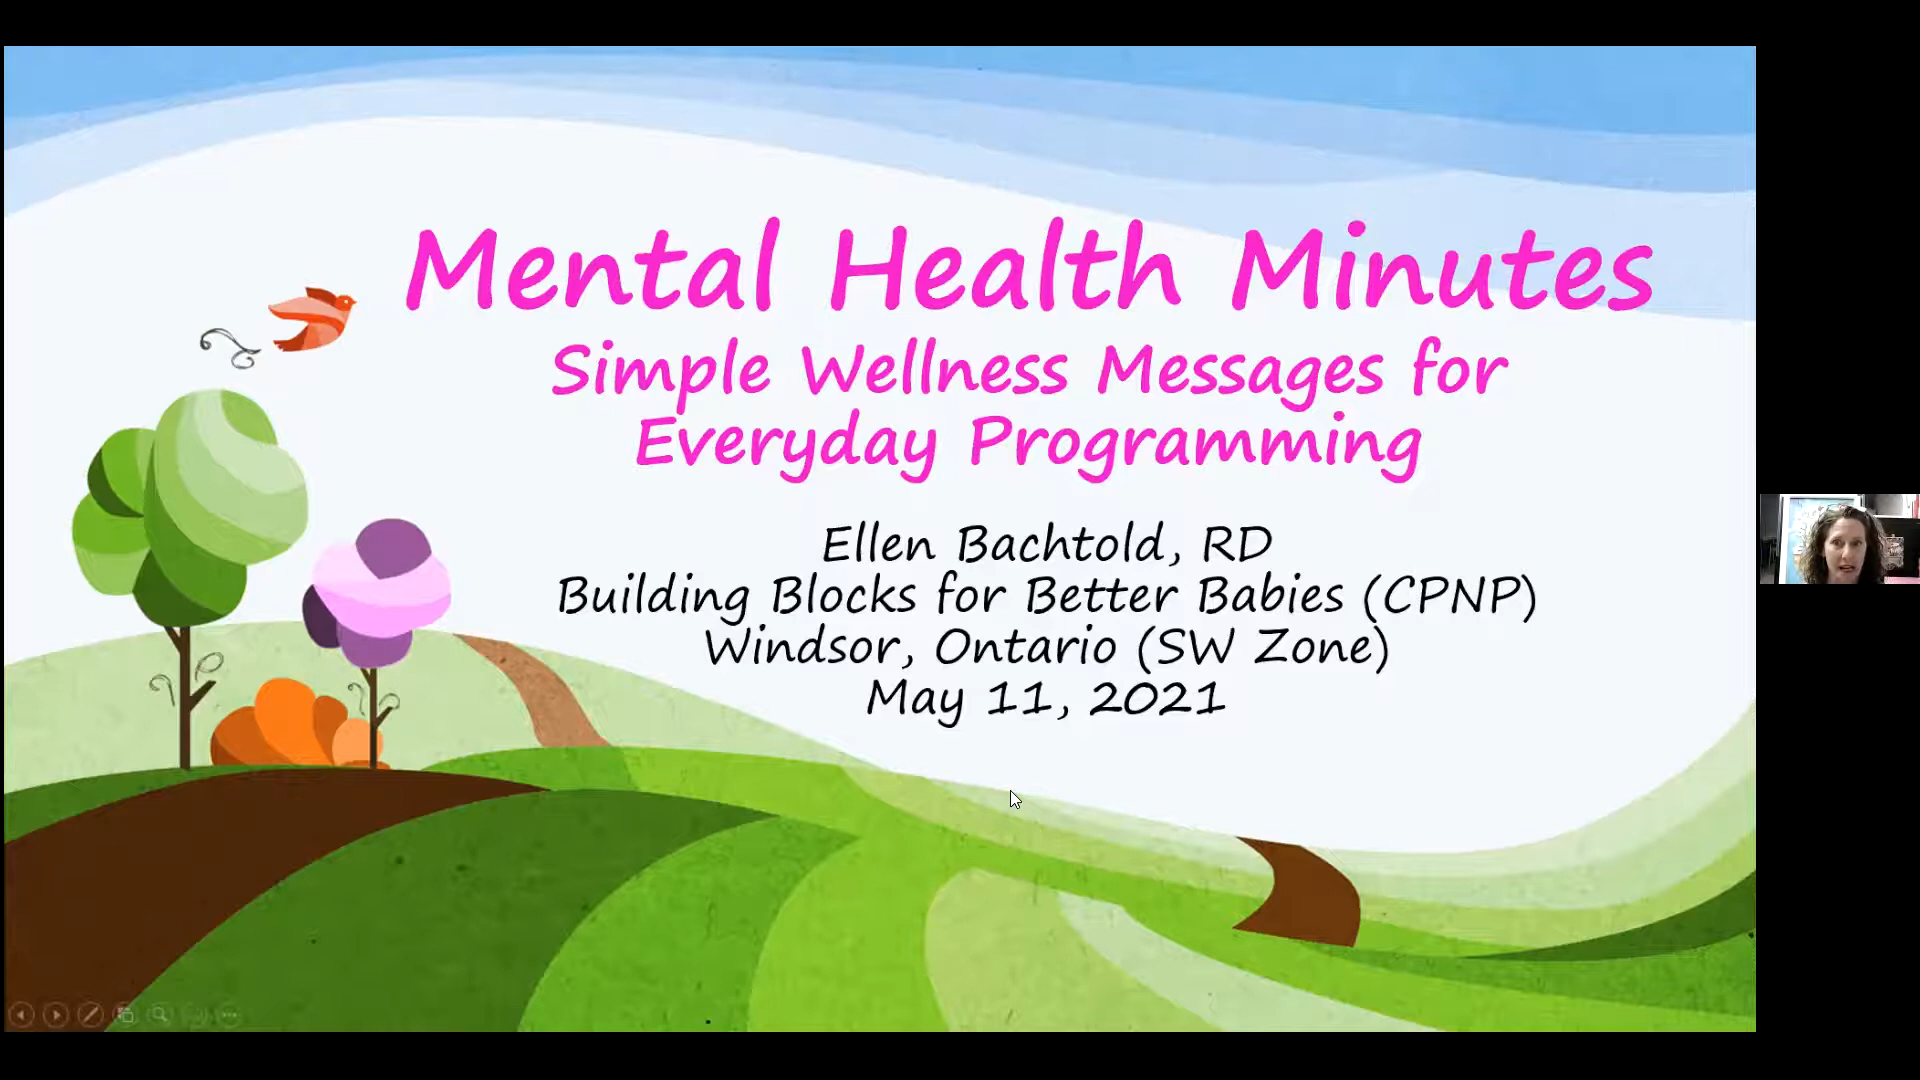 Mental Health Minutes
Simple Wellness Messages for
Everyday Programming
Ellen Bachtold, RD
Building Blocks for Better Babies (CPNP)
Windsor, Ontario (SW Zone)
May 11, 2021